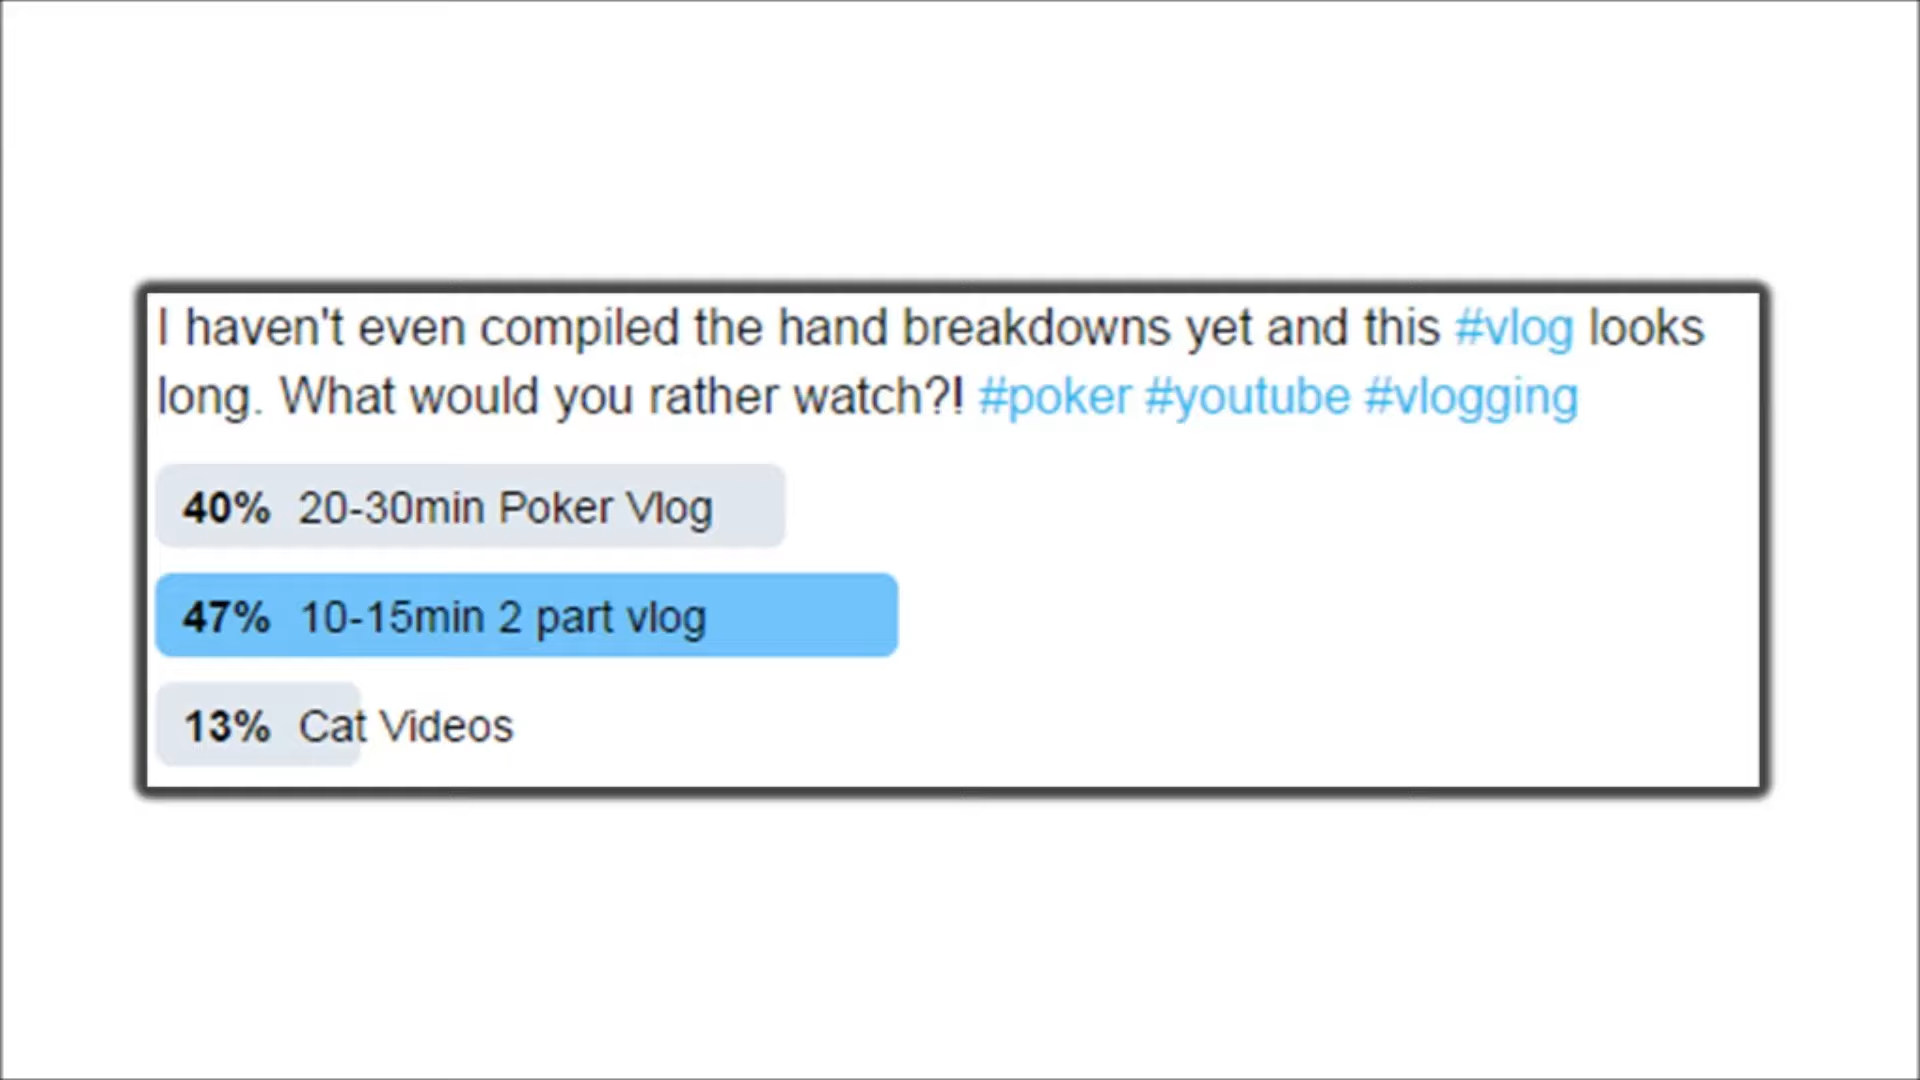 I haven't even compiled the hand breakdowns yet and this #vlog looks
long. What would you rather watch?! #poker #youtube #vlogging
40% 20-30min Poker Vlog
47% 10-15min 2 part vlog
13% Cat Videos